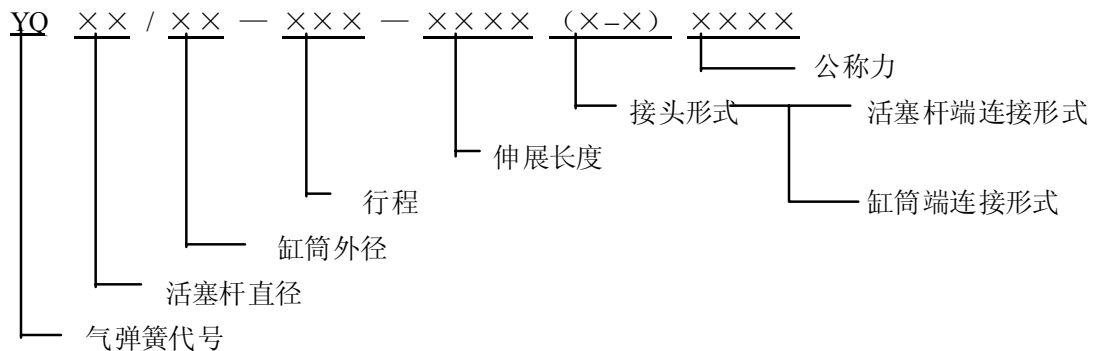 YQ ×× / ×× — ××× — ×××× （×–×） ××××
公称力
接头形式 活塞杆端连接形式
伸展长度
行程 缸筒端连接形式
缸筒外径
活塞杆直径
气弹簧代号